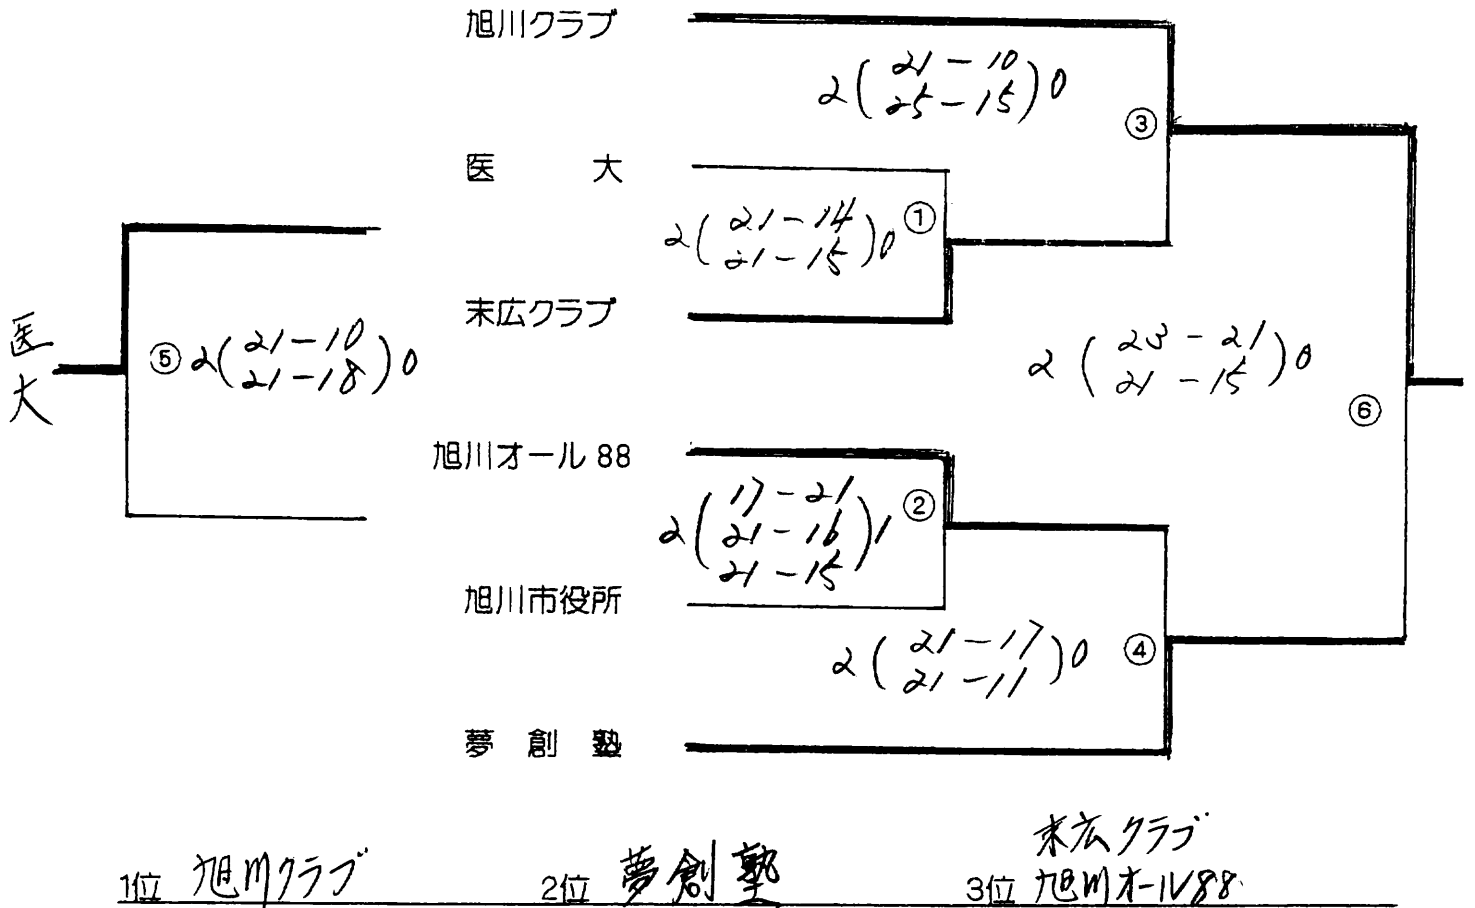 旭川クラブ
2(21-10 25-15)0
③
医 大
2(21-14 21-15)0
①
末広クラブ
医大
⑤ 2(21-10 21-18)0
2(23-21 21-15)0
⑥
旭川オール 88
2(17-21 21-16 21-15)1
②
旭川市役所
2(21-17 21-11)0
④
夢 創 塾
末広クラブ
1位 旭川クラブ 2位 夢創塾 3位 旭川オール88